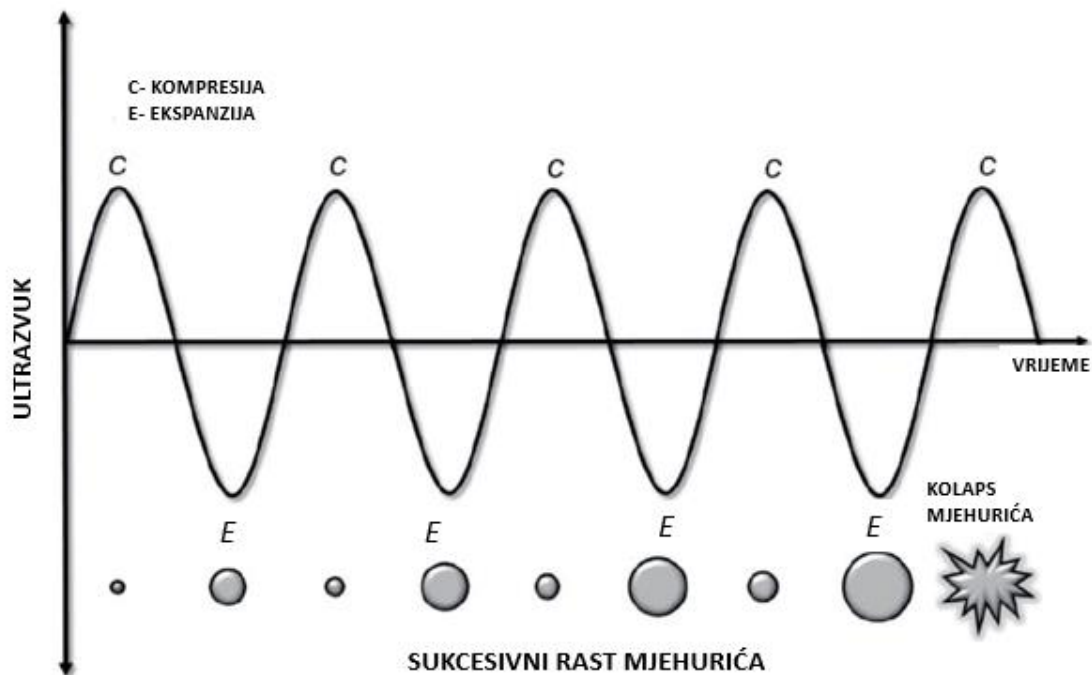 C- KOMPRESIJA
E- EKSPANZIJA
C C C C C
ULTRAZVUK
VRIJEME
KOLAPS
MJEHURIĆA
E E E E
SUKCESIVNI RAST MJEHURIĆA